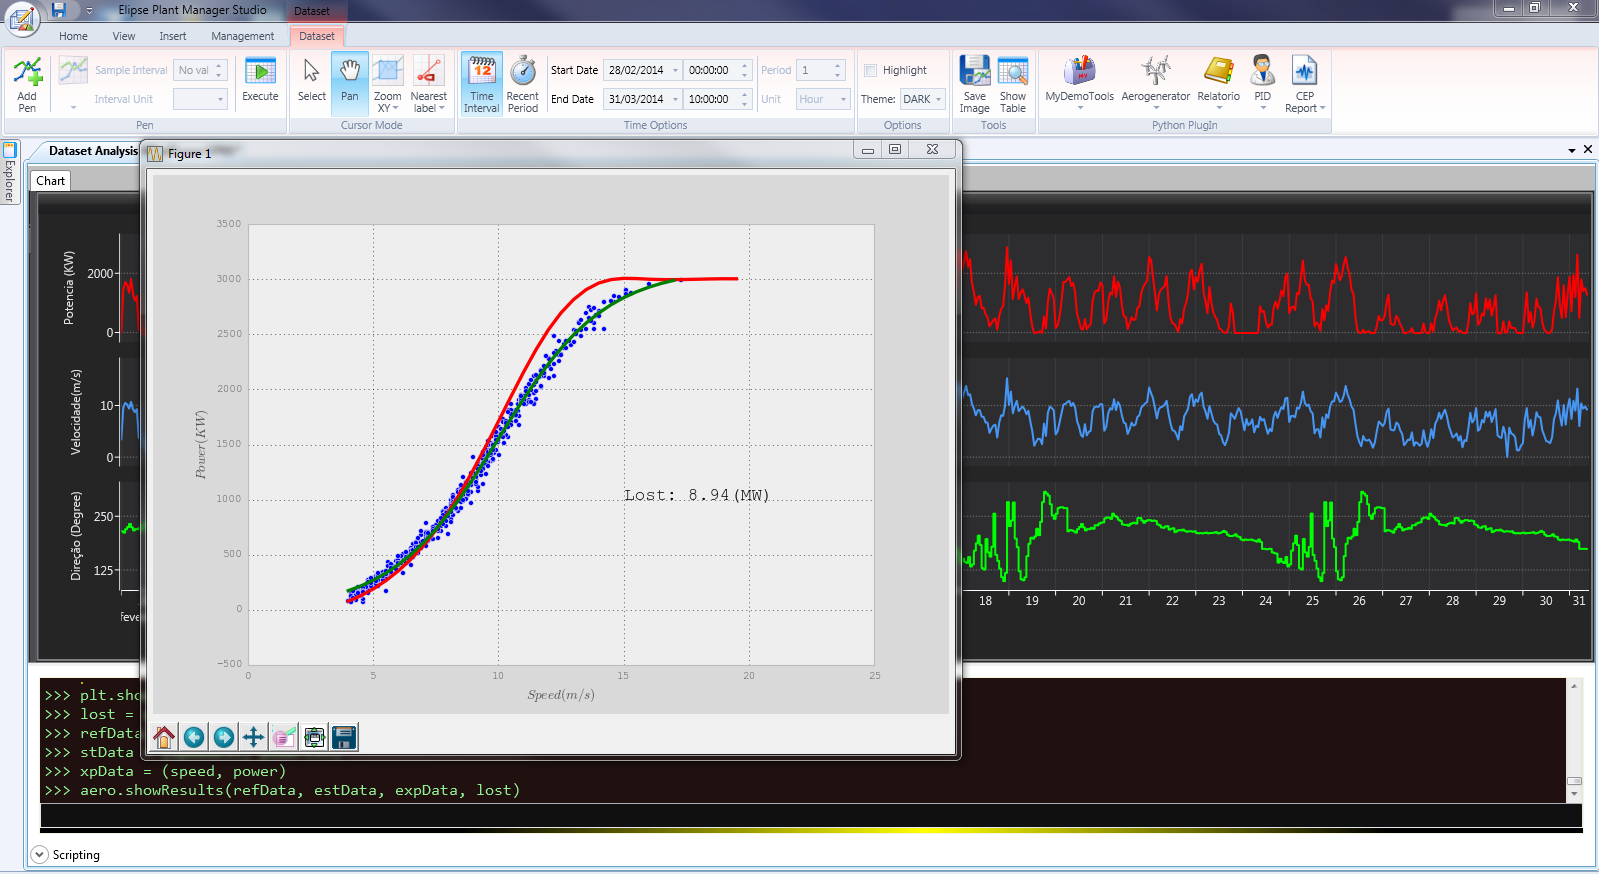 Elipse Plant Manager Studio
Dataset
Home View Insert Management Dataset
Sample Interval No val
Interval Unit
Add Pen
Execute
Select
Pan
Zoom XY
Nearest label
Time Interval
Recent Period
Start Date 28/02/2014 00:00:00
End Date 31/03/2014 10:00:00
Period 1
Unit Hour
Highlight
Theme: DARK
Save Image
Show Table
MyDemoTools
Aerogenerator
Relatorio
PID
CEP Report
Pen
Cursor Mode
Time Options
Options
Tools
Python PlugIn
Explorer
Dataset Analysis
Chart
Figure 1
Potencia (KW)
2000
0
Velocidade(m/s)
10
0
Direção (Degree)
250
125
feve
18 19 20 21 22 23 24 25 26 27 28 29 30 31
3500
3000
2500
2000
1500
1000
500
0
−500
0 5 10 15 20 25
Power(KW)
Speed(m/s)
Lost: 8.94(MW)
>>> plt.sho
>>> lost =
>>> refData
>>> stData
>>> xpData = (speed, power)
>>> aero.showResults(refData, estData, expData, lost)
Scripting